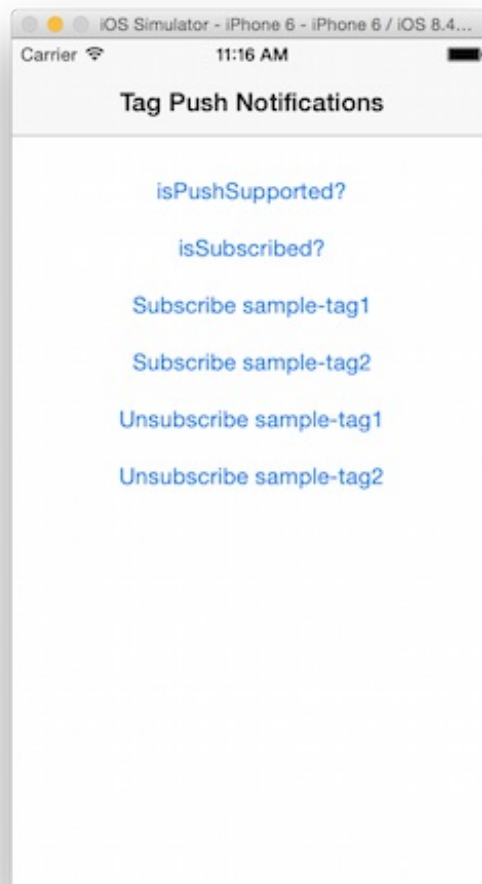 iOS Simulator - iPhone 6 - iPhone 6 / iOS 8.4...
Carrier 11:16 AM
Tag Push Notifications
isPushSupported?
isSubscribed?
Subscribe sample-tag1
Subscribe sample-tag2
Unsubscribe sample-tag1
Unsubscribe sample-tag2